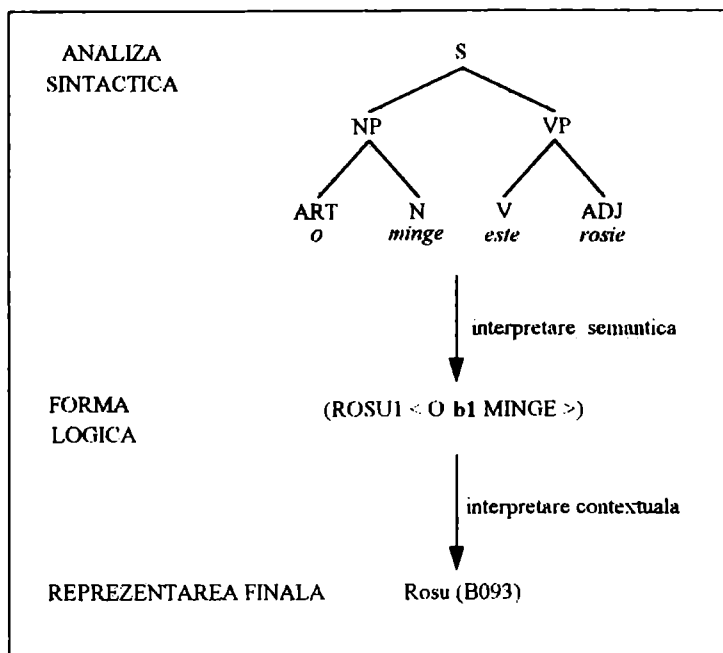 ANALIZA
SINTACTICA
S
NP VP
ART N V ADJ
o minge este rosie
interpretare semantica
FORMA
LOGICA
(ROSU1 < O b1 MINGE >)
interpretare contextuala
REPREZENTAREA FINALA Rosu (B093)